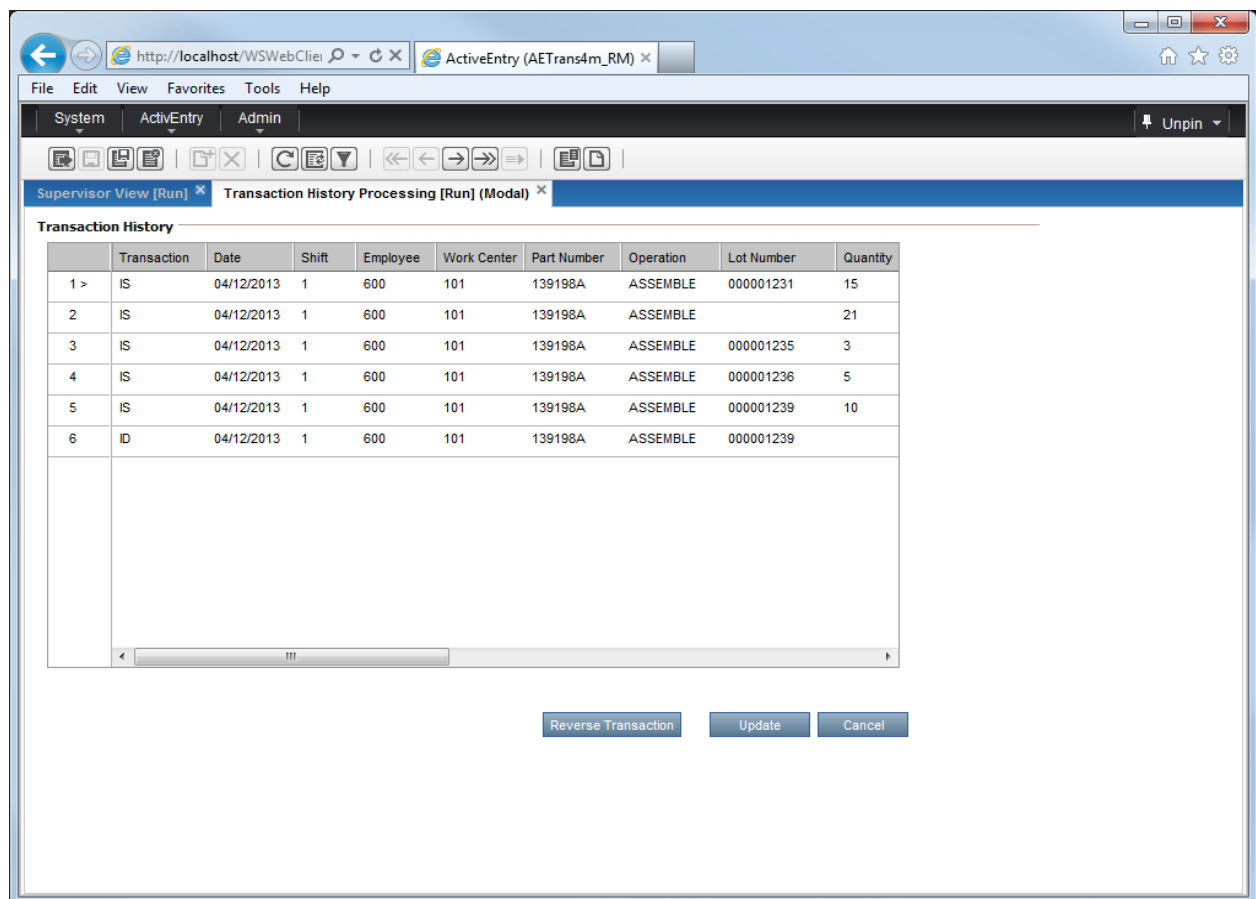 http://localhost/WSWebClie ActiveEntry (AETrans4m_RM)
File Edit View Favorites Tools Help
System ActivEntry Admin Unpin
Supervisor View [Run] Transaction History Processing [Run] (Modal)
Transaction History
Transaction Date Shift Employee Work Center Part Number Operation Lot Number Quantity
1 > IS 04/12/2013 1 600 101 139198A ASSEMBLE 000001231 15
2 IS 04/12/2013 1 600 101 139198A ASSEMBLE 21
3 IS 04/12/2013 1 600 101 139198A ASSEMBLE 000001235 3
4 IS 04/12/2013 1 600 101 139198A ASSEMBLE 000001236 5
5 IS 04/12/2013 1 600 101 139198A ASSEMBLE 000001239 10
6 ID 04/12/2013 1 600 101 139198A ASSEMBLE 000001239
Reverse Transaction Update Cancel